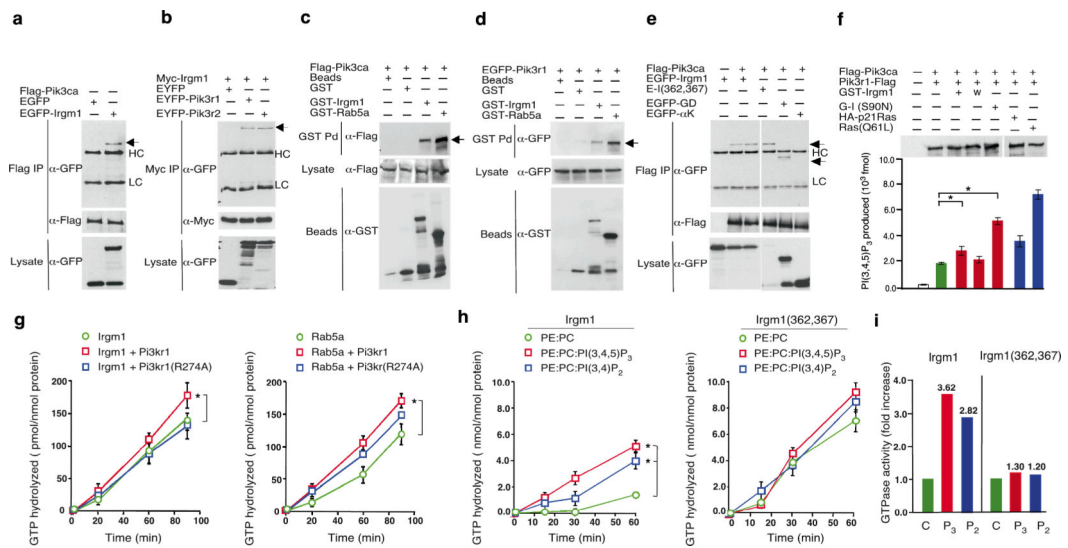 a
Flag-Pik3ca
EGFP
EGFP-Irgm1
− + +
+ −
− +
Flag IP
α-GFP
HC
LC
α-Flag
Lysate
α-GFP
b
Myc-Irgm1
EYFP
EYFP-Pik3r1
EYFP-Pik3r2
Myc IP
α-GFP
HC
LC
α-Myc
Lysate
α-GFP
c
Flag-Pik3ca
Beads
GST
GST-Irgm1
GST-Rab5a
GST Pd
α-Flag
Lysate
α-Flag
Beads
α-GST
d
EGFP-Pik3r1
Beads
GST
GST-Irgm1
GST-Rab5a
GST Pd
α-GFP
Lysate
α-GFP
Beads
α-GST
e
Flag-Pik3ca
EGFP-Irgm1
E-I(362,367)
EGFP-GD
EGFP-αK
Flag IP
α-GFP
HC
LC
α-Flag
Lysate
α-GFP
f
Flag-Pik3ca
Pik3r1-Flag
GST-Irgm1
W
G-I (S90N)
HA-p21Ras
Ras(Q61L)
PI(3,4,5)P3 produced (10³ fmol)
10.0
8.0
6.0
4.0
2.0
0
*
*
g
Irgm1
Irgm1 + Pi3kr1
Irgm1 + Pi3kr1(R274A)
GTP hydrolyzed ( pmol/nmol protein)
200
150
100
50
0
0 20 40 60 80 100
*
Time (min)
Rab5a
Rab5a + Pi3kr1
Rab5a + Pi3kr(R274A)
GTP hydrolyzed ( pmol/nmol protein)
200
150
100
50
0
0 20 40 60 80 100
*
Time (min)
h
Irgm1
PE:PC
PE:PC:PI(3,4,5)P3
PE:PC:PI(3,4)P2
GTP hydrolyzed ( nmol/nmol protein)
10.0
8.0
6.0
4.0
2.0
0
0 15 30 45 60
*
*
Time (min)
Irgm1(362,367)
PE:PC
PE:PC:PI(3,4,5)P3
PE:PC:PI(3,4)P2
GTP hydrolyzed ( nmol/nmol protein)
10.0
8.0
6.0
4.0
2.0
0
0 15 30 45 60
Time (min)
i
Irgm1
Irgm1(362,367)
GTPase activity (fold increase)
5.0
4.0
3.0
2.0
1.0
0
3.62
2.82
1.30
1.20
C P3 P2 C P3 P2